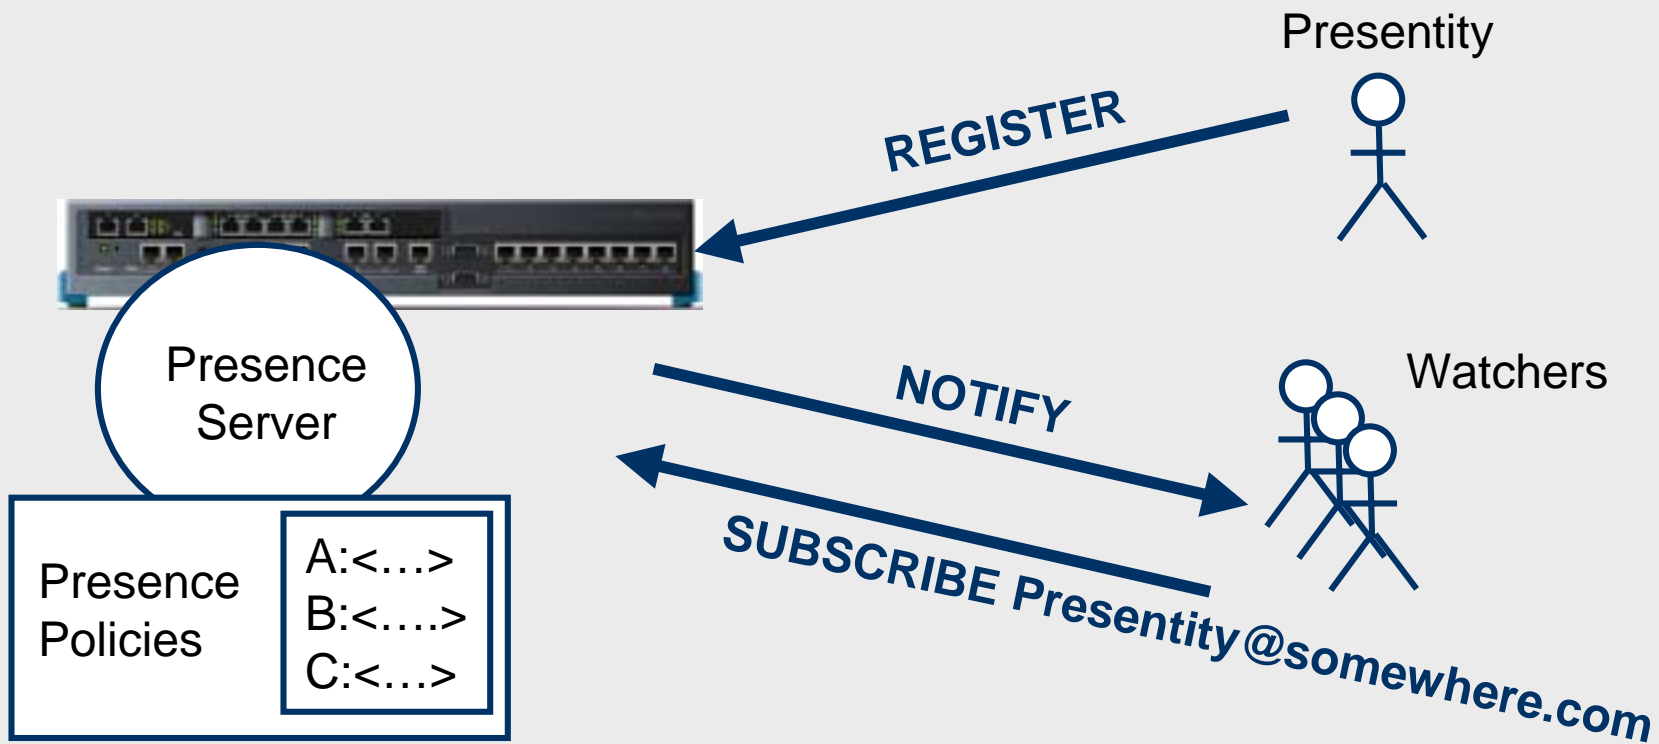 Presentity
REGISTER
Presence
Server
NOTIFY
Watchers
SUBSCRIBE Presentity@somewhere.com
Presence
Policies
A:<...>
B:<....>
C:<...>